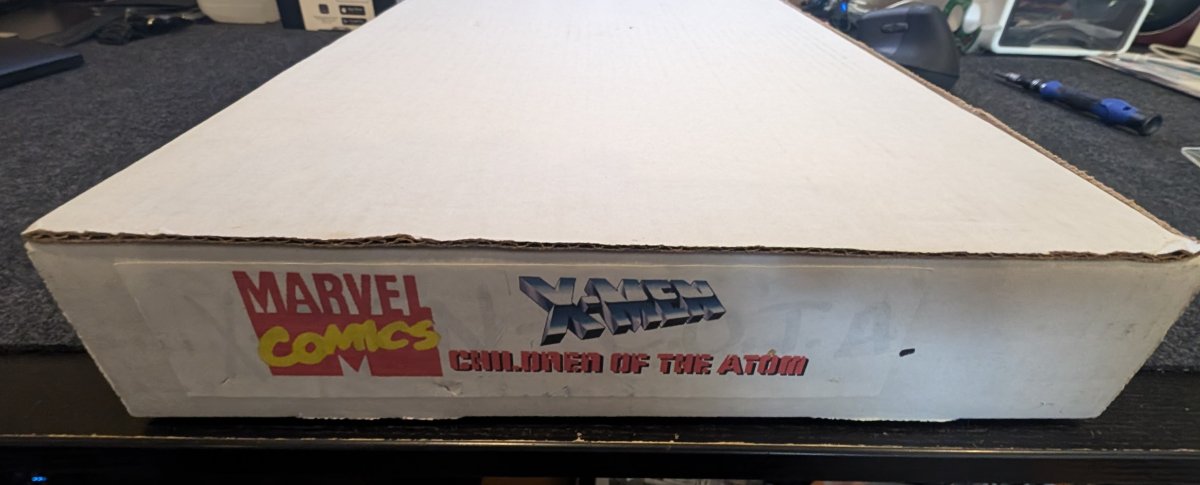 MARVEL
COMICS
X-MEN
CHILDREN OF THE ATOM